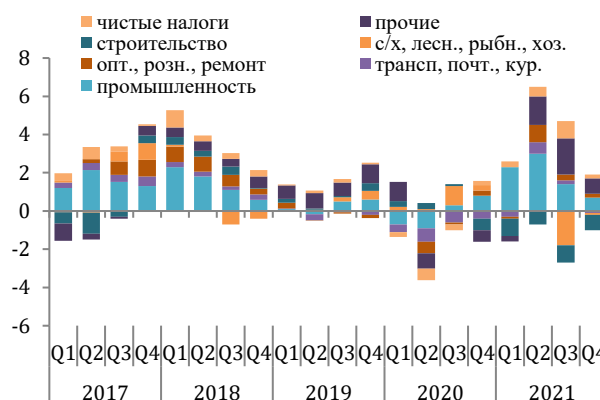 чистые налоги
прочие
строительство
с/х, лесн., рыбн., хоз.
опт., розн., ремонт
трансп, почт., кур.
промышленность
8
6
4
2
0
-2
-4
-6
Q1 Q2 Q3 Q4 Q1 Q2 Q3 Q4 Q1 Q2 Q3 Q4 Q1 Q2 Q3 Q4 Q1 Q2 Q3 Q4
2017 2018 2019 2020 2021